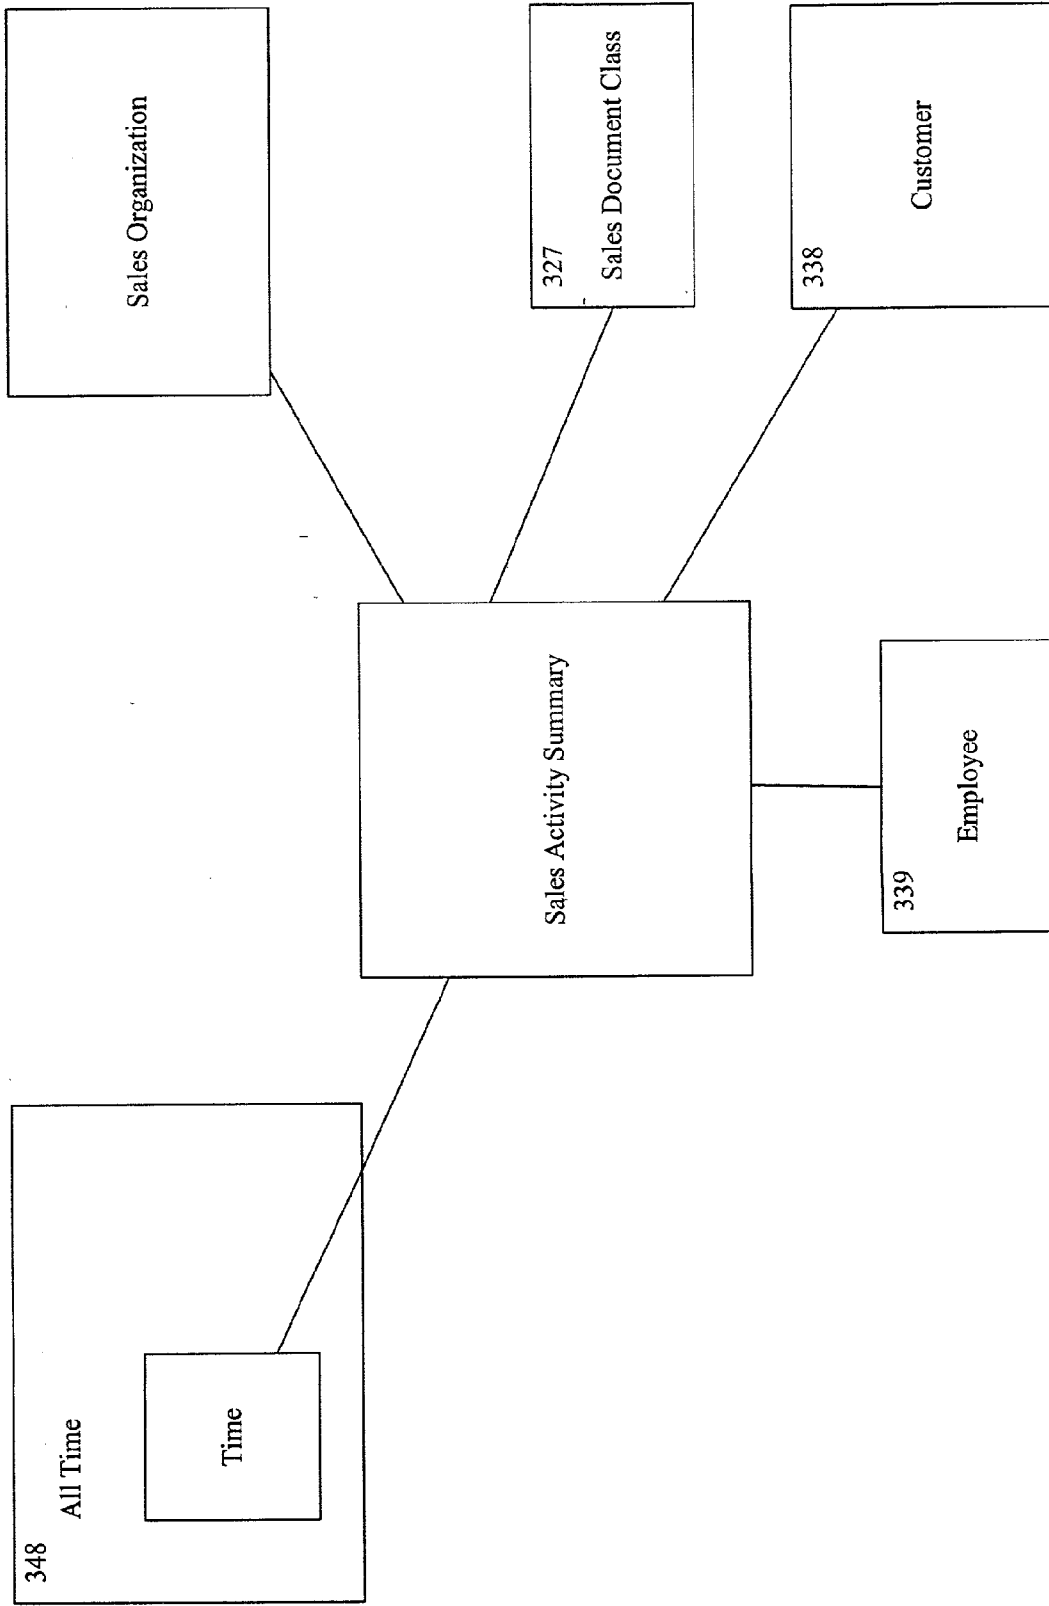 348
All Time
Time
Sales Organization
Sales Activity Summary
327
Sales Document Class
338
Customer
339
Employee